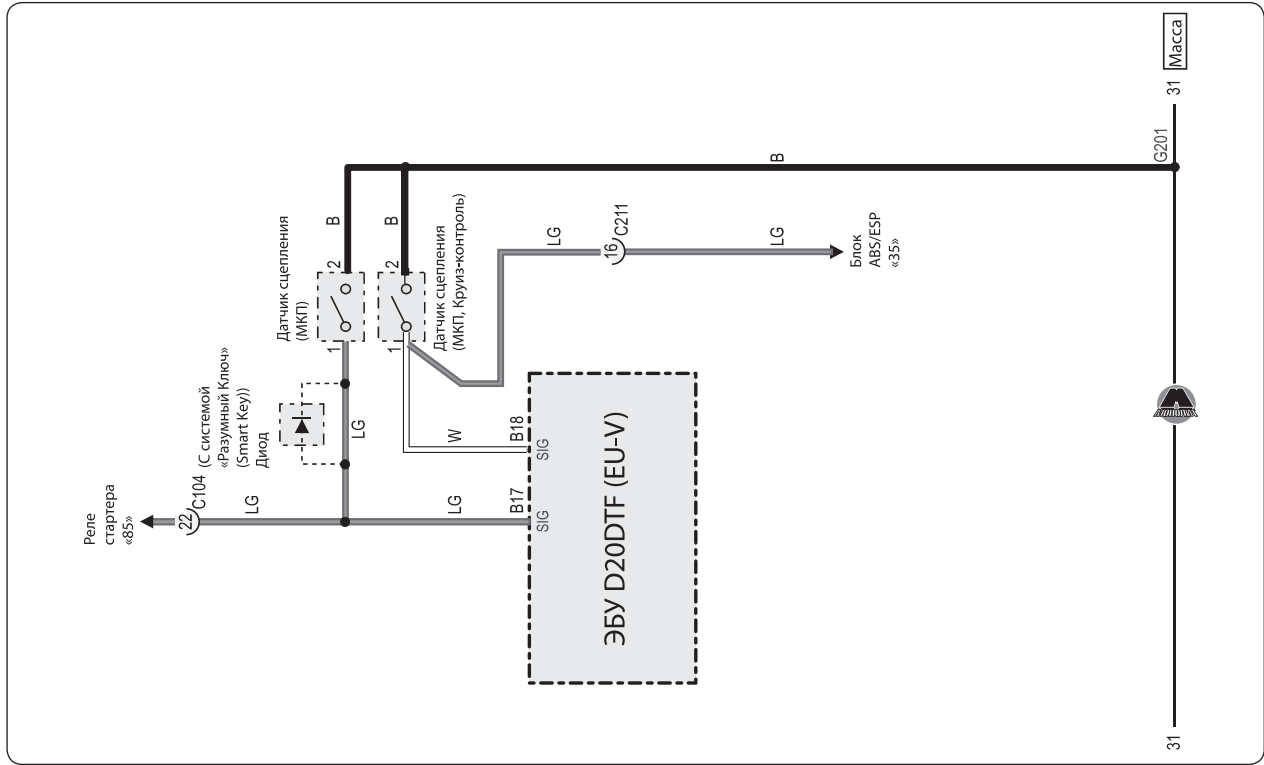 Реле
стартера
«85»
22
C104
(С системой
«Разумный Ключ»
(Smart Key))
Диод
LG
LG
LG
Датчик сцепления
(МКП)
1
2
B
Датчик сцепления
(МКП, Круиз-контроль)
1
2
B
W
B17
SIG
B18
SIG
ЭБУ D20DTF (EU-V)
LG
16
C211
LG
Блок
ABS/ESP
«35»
B
G201
31
Масса
31